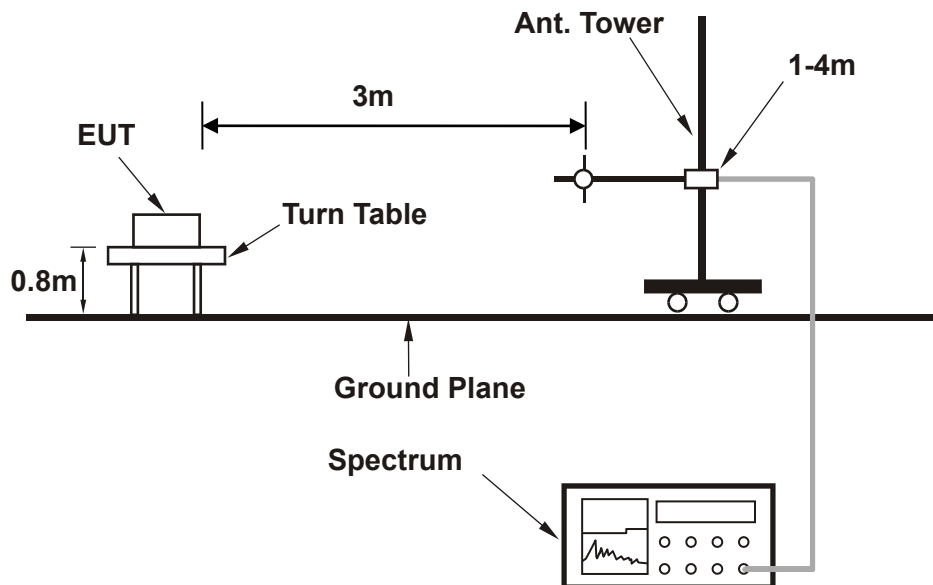 Ant. Tower
1-4m
3m
EUT
Turn Table
0.8m
Ground Plane
Spectrum